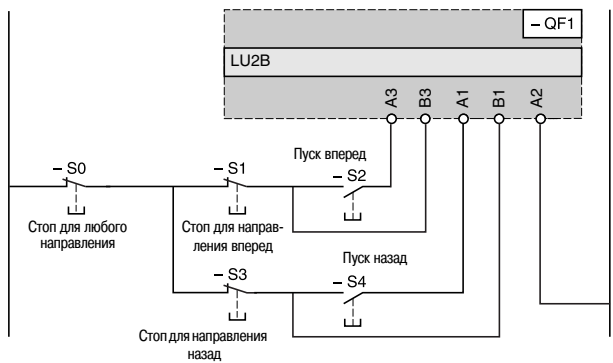 – QF1
LU2B
A3 B3 A1 B1 A2
Пуск вперед
– S0
– S1
– S2
Стоп для любого
направления
Стоп для направ-
ления вперед
Пуск назад
– S3
– S4
Стоп для направления
назад